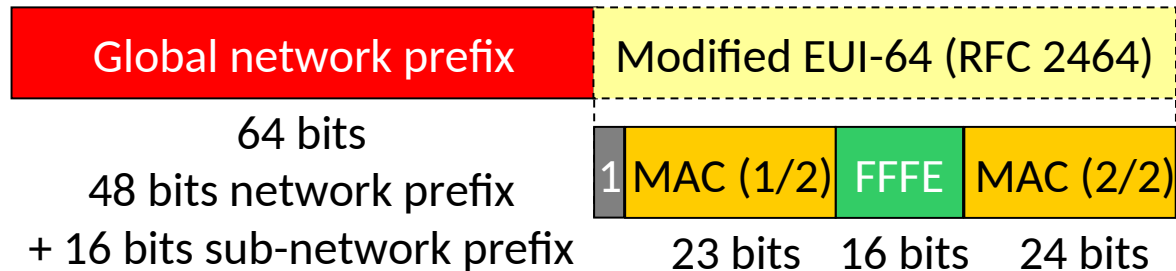 Global network prefix
Modified EUI-64 (RFC 2464)
64 bits
48 bits network prefix
+ 16 bits sub-network prefix
1 MAC (1/2) FFFE MAC (2/2)
23 bits 16 bits 24 bits